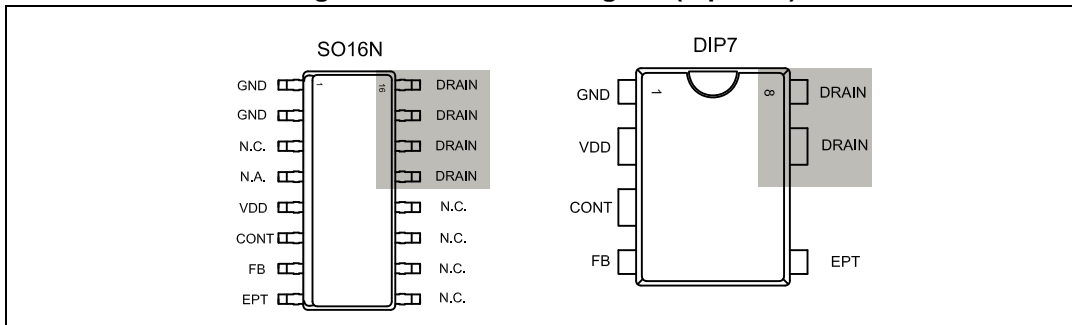 SO16N
GND 1 16 DRAIN
GND DRAIN
N.C. DRAIN
N.A. DRAIN
VDD N.C.
CONT N.C.
FB N.C.
EPT N.C.
DIP7
GND 1 8 DRAIN
VDD DRAIN
CONT
FB EPT